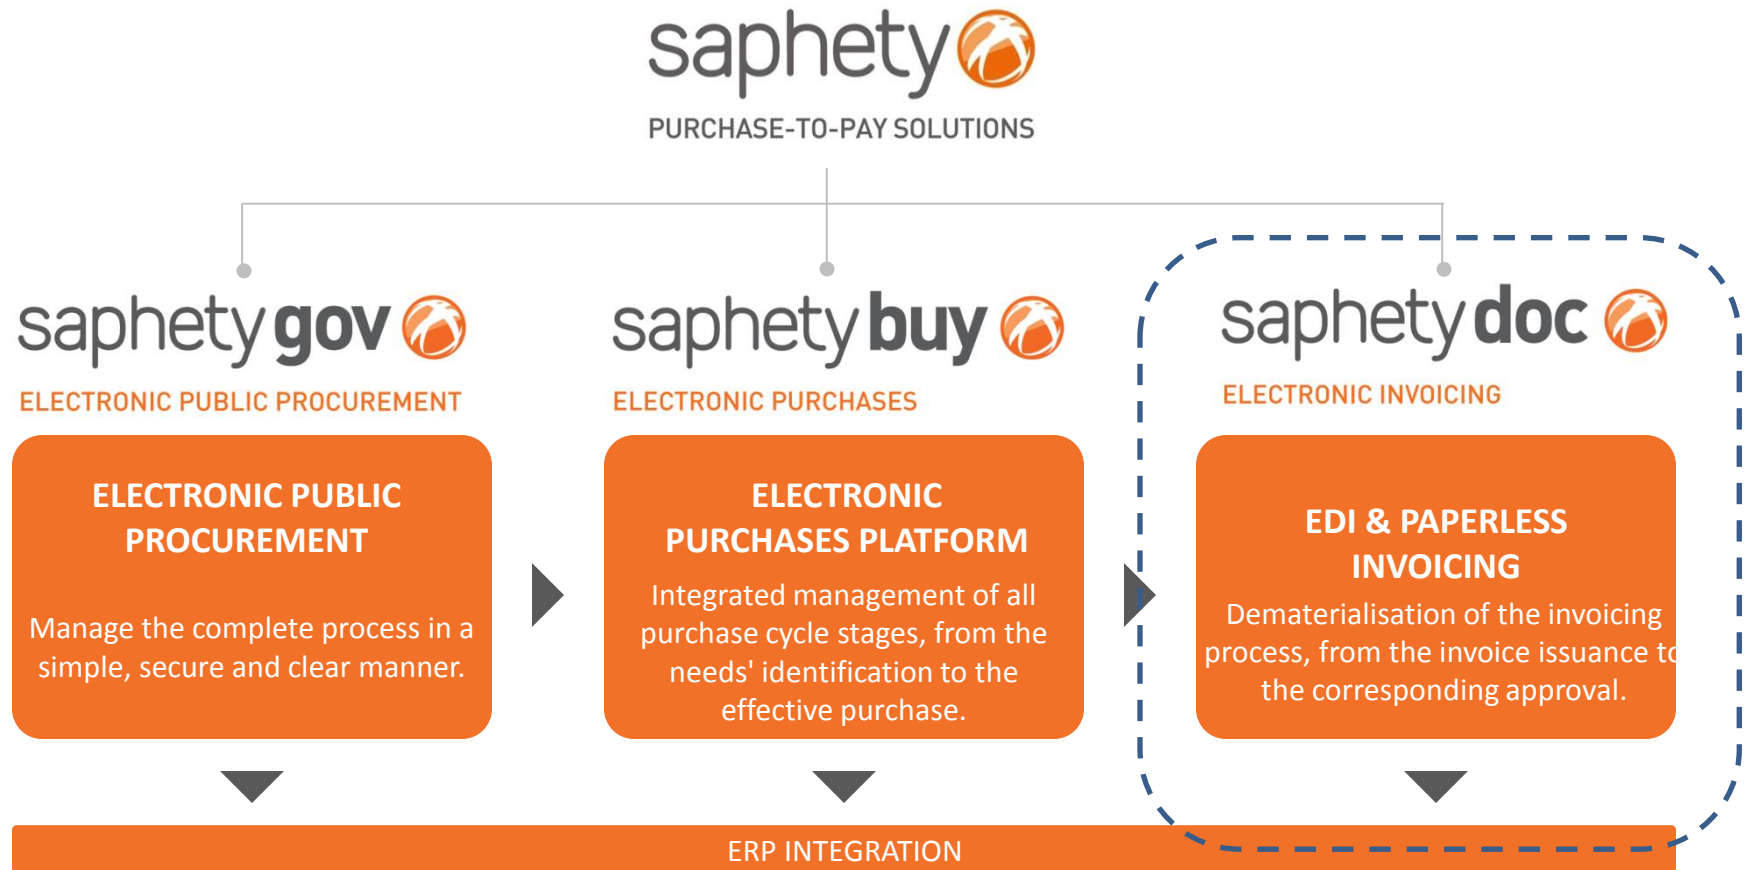 saphety
PURCHASE-TO-PAY SOLUTIONS
saphety gov
ELECTRONIC PUBLIC PROCUREMENT
ELECTRONIC PUBLIC
PROCUREMENT
Manage the complete process in a
simple, secure and clear manner.
saphety buy
ELECTRONIC PURCHASES
ELECTRONIC
PURCHASES PLATFORM
Integrated management of all
purchase cycle stages, from the
needs' identification to the
effective purchase.
saphety doc
ELECTRONIC INVOICING
EDI & PAPERLESS
INVOICING
Dematerialisation of the invoicing
process, from the invoice issuance to
the corresponding approval.
ERP INTEGRATION